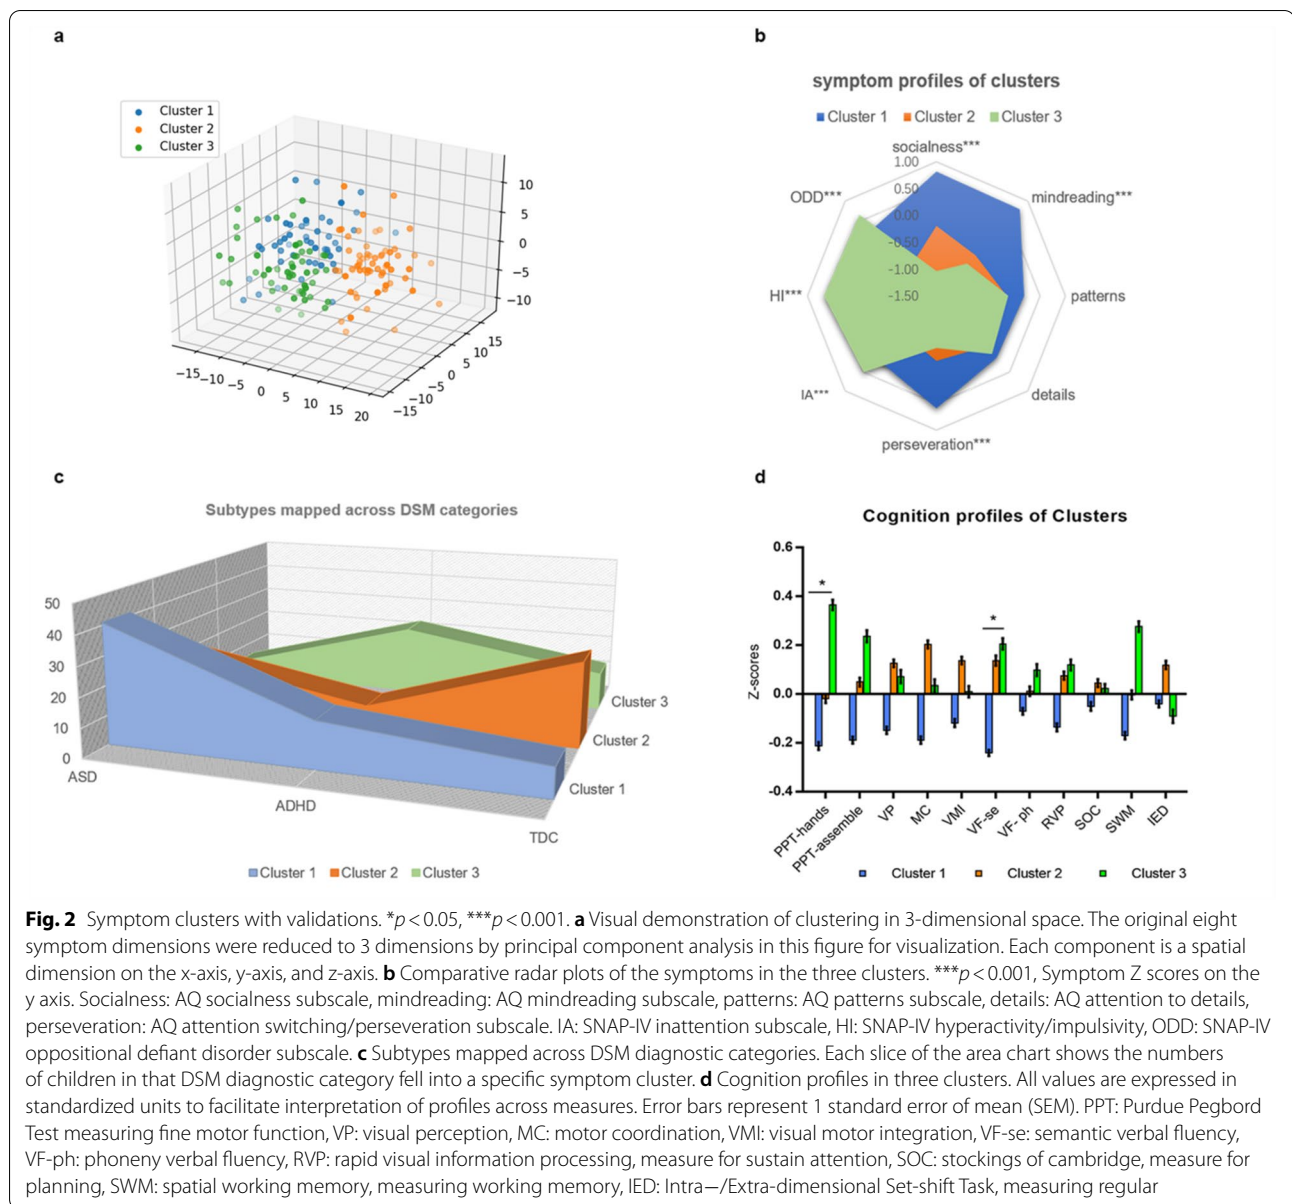 a
Cluster 1
Cluster 2
Cluster 3
10
5
0
−5
−10
15
10
5
0
−5
−10
−15
−15
−10
−5
0
5
10
15
20
b
symptom profiles of clusters
Cluster 1 Cluster 2 Cluster 3
socialness***
1.00
0.50
0.00
-0.50
-1.00
-1.50
ODD***
mindreading***
HI***
patterns
IA***
details
perseveration***
c
Subtypes mapped across DSM categories
50
40
30
20
10
0
ASD
ADHD
TDC
Cluster 3
Cluster 2
Cluster 1
Cluster 1 Cluster 2 Cluster 3
d
Cognition profiles of Clusters
Z-scores
0.6
0.4
0.2
0.0
-0.2
-0.4
*
*
PPT-hands
PPT-assemble
VP
MC
VMI
VF-se
VF- ph
RVP
SOC
SWM
IED
Cluster 1 Cluster 2 Cluster 3
Fig. 2 Symptom clusters with validations. *p < 0.05, ***p < 0.001. a Visual demonstration of clustering in 3-dimensional space. The original eight
symptom dimensions were reduced to 3 dimensions by principal component analysis in this figure for visualization. Each component is a spatial
dimension on the x-axis, y-axis, and z-axis. b Comparative radar plots of the symptoms in the three clusters. ***p < 0.001, Symptom Z scores on the
y axis. Socialness: AQ socialness subscale, mindreading: AQ mindreading subscale, patterns: AQ patterns subscale, details: AQ attention to details,
perseveration: AQ attention switching/perseveration subscale. IA: SNAP-IV inattention subscale, HI: SNAP-IV hyperactivity/impulsivity, ODD: SNAP-IV
oppositional defiant disorder subscale. c Subtypes mapped across DSM diagnostic categories. Each slice of the area chart shows the numbers
of children in that DSM diagnostic category fell into a specific symptom cluster. d Cognition profiles in three clusters. All values are expressed in
standardized units to facilitate interpretation of profiles across measures. Error bars represent 1 standard error of mean (SEM). PPT: Purdue Pegbord
Test measuring fine motor function, VP: visual perception, MC: motor coordination, VMI: visual motor integration, VF-se: semantic verbal fluency,
VF-ph: phoneny verbal fluency, RVP: rapid visual information processing, measure for sustain attention, SOC: stockings of cambridge, measure for
planning, SWM: spatial working memory, measuring working memory, IED: Intra—/Extra-dimensional Set-shift Task, measuring regular